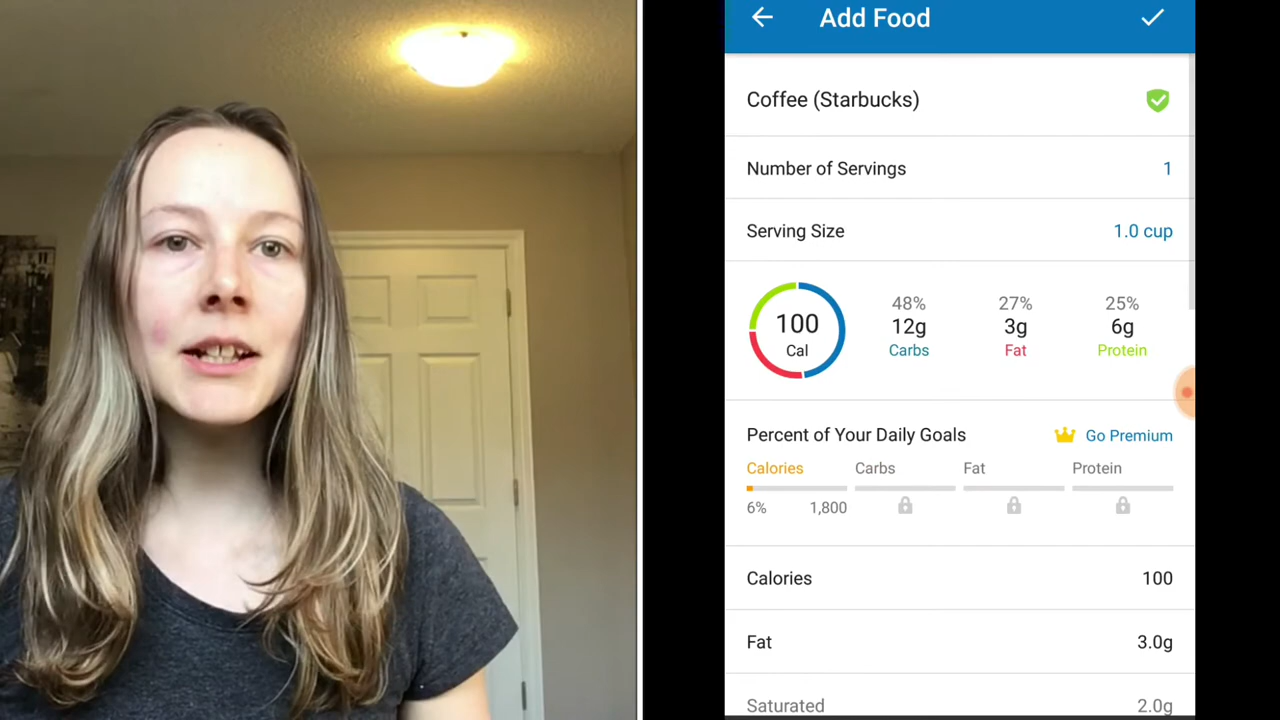 Add Food
Coffee (Starbucks)
Number of Servings 1
Serving Size 1.0 cup
100 Cal
48% 27% 25%
12g 3g 6g
Carbs Fat Protein
Percent of Your Daily Goals Go Premium
Calories Carbs Fat Protein
6% 1,800
Calories 100
Fat 3.0g
Saturated 2.0g